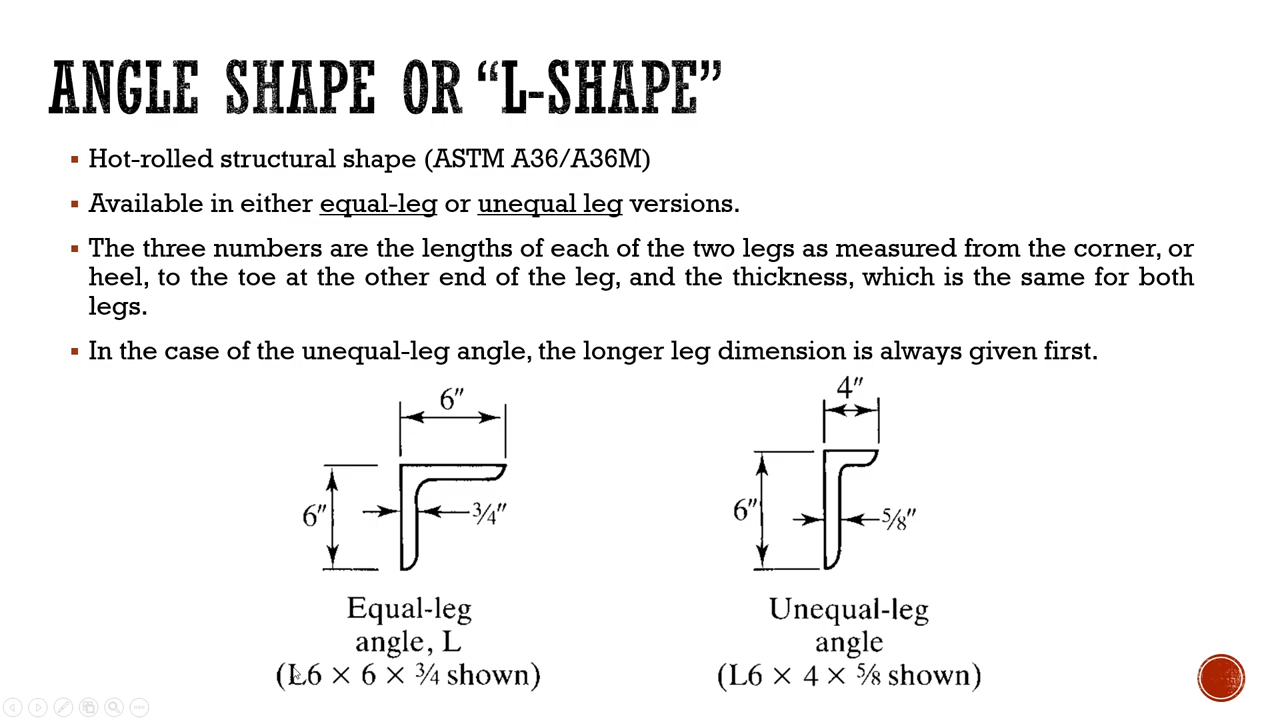 ANGLE SHAPE OR “L-SHAPE”
▪ Hot-rolled structural shape (ASTM A36/A36M)
▪ Available in either equal-leg or unequal leg versions.
▪ The three numbers are the lengths of each of the two legs as measured from the corner, or
heel, to the toe at the other end of the leg, and the thickness, which is the same for both
legs.
▪ In the case of the unequal-leg angle, the longer leg dimension is always given first.
6″
6″
3/4″
Equal-leg
angle, L
(L6 × 6 × 3/4 shown)
4″
6″
5/8″
Unequal-leg
angle
(L6 × 4 × 5/8 shown)